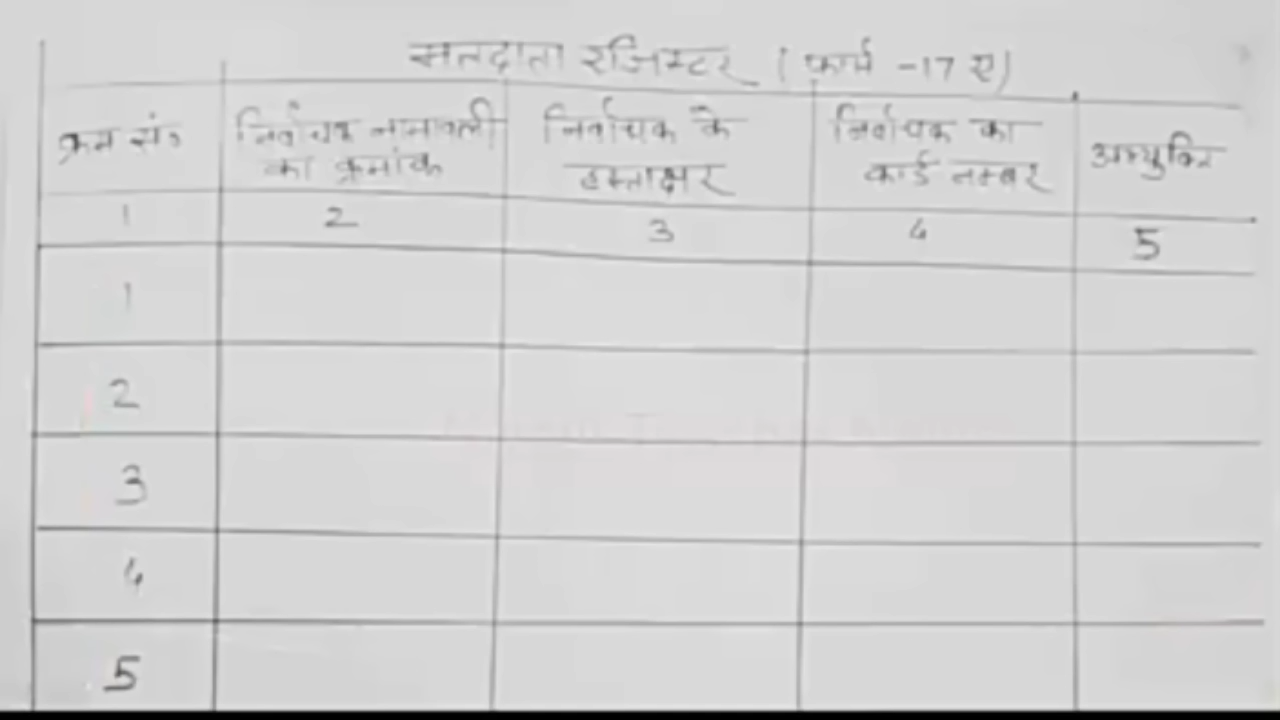 मतदाता रजिस्टर (फार्म -17 ए)
क्रम सं० निर्वाचक नामावली का क्रमांक निर्वाचक के हस्ताक्षर निर्वाचक का कार्ड नम्बर अभ्युक्ति
1 2 3 4 5
1
2
3
4
5